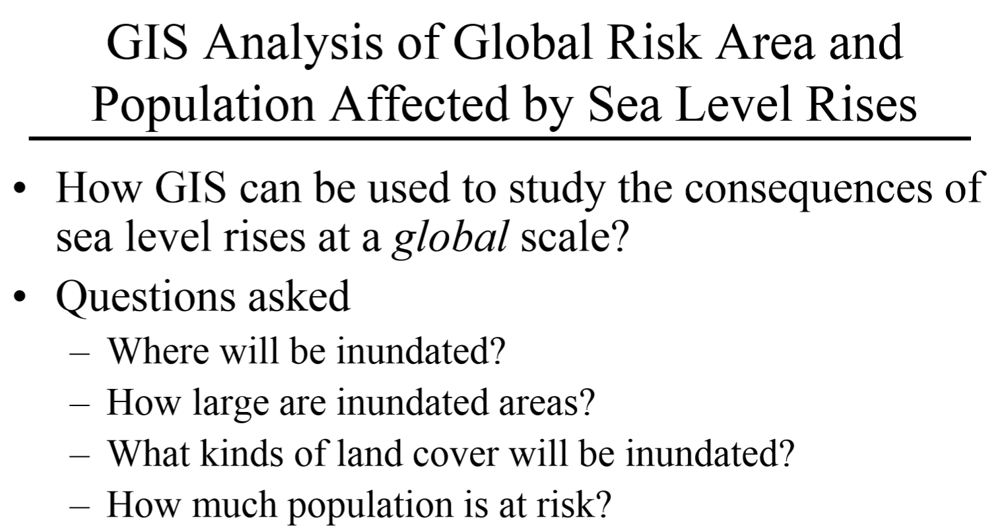 GIS Analysis of Global Risk Area and
Population Affected by Sea Level Rises
• How GIS can be used to study the consequences of
sea level rises at a global scale?
• Questions asked
– Where will be inundated?
– How large are inundated areas?
– What kinds of land cover will be inundated?
– How much population is at risk?